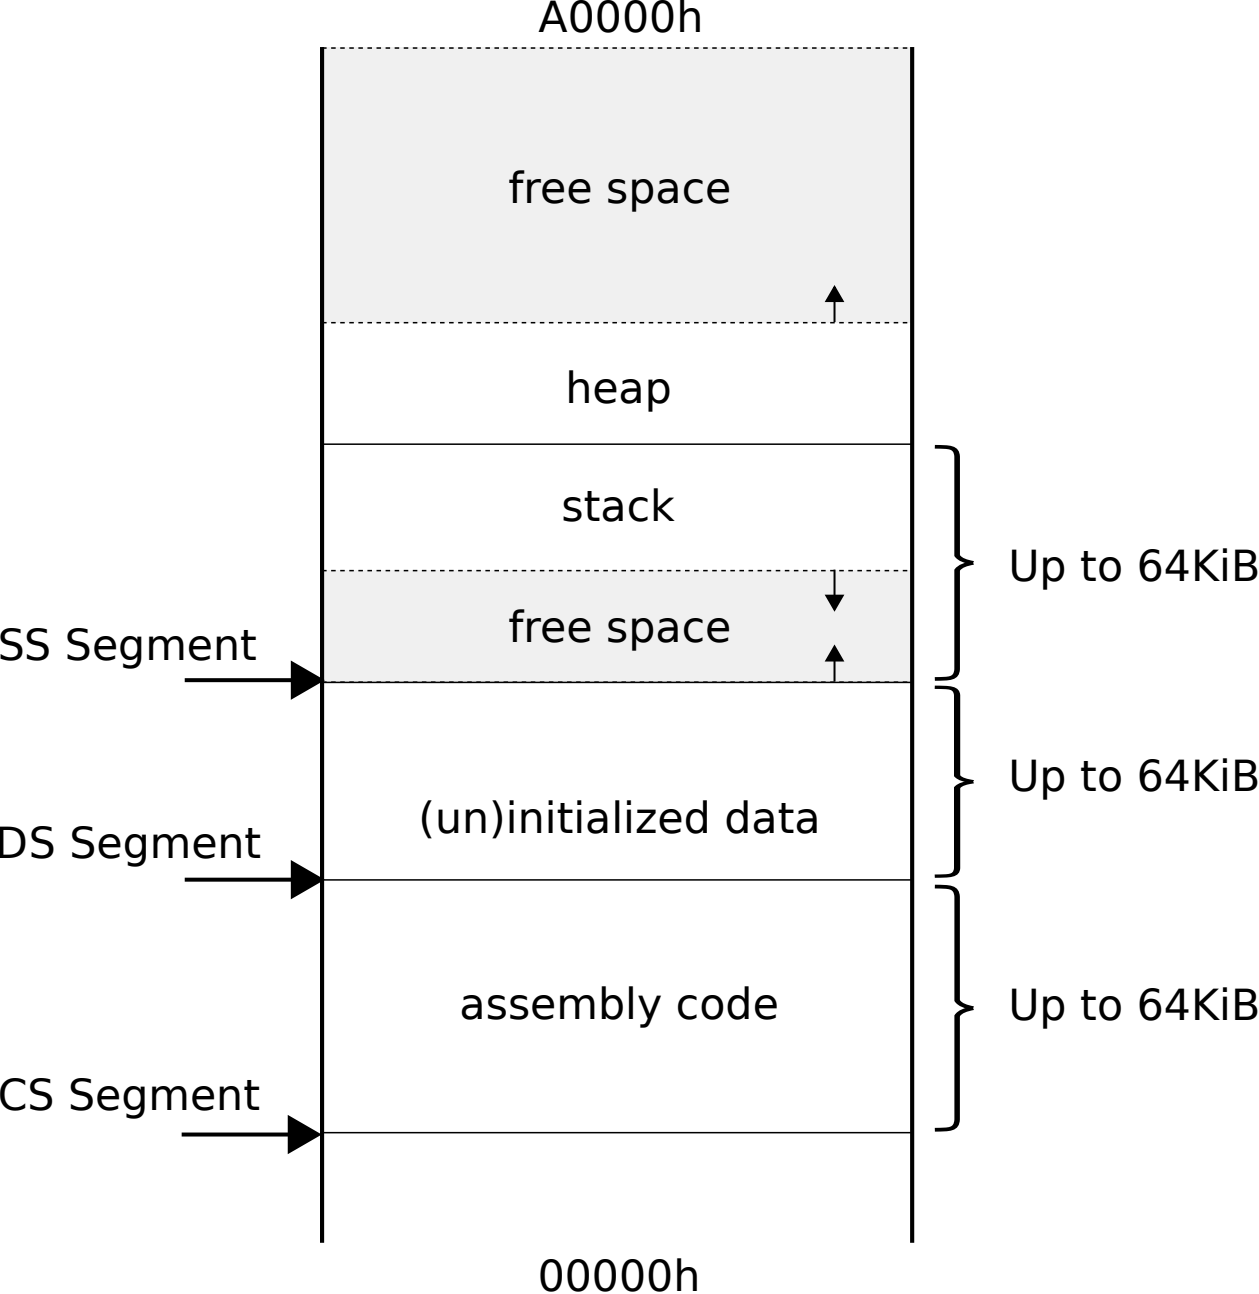 A0000h
free space
heap
stack
Up to 64KiB
free space
SS Segment
Up to 64KiB
(un)initialized data
DS Segment
assembly code
Up to 64KiB
CS Segment
00000h